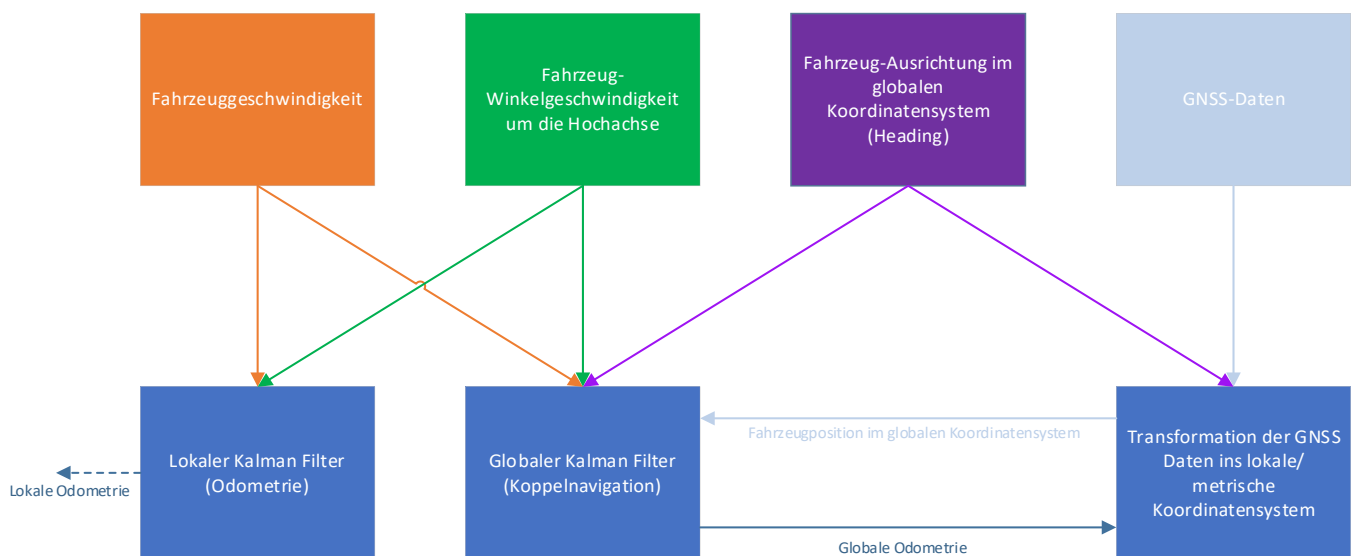 Fahrzeuggeschwindigkeit
Fahrzeug-
Winkelgeschwindigkeit
um die Hochachse
Fahrzeug-Ausrichtung im
globalen
Koordinatensystem
(Heading)
GNSS-Daten
Lokaler Kalman Filter
(Odometrie)
Globaler Kalman Filter
(Koppelnavigation)
Transformation der GNSS
Daten ins lokale/
metrische
Koordinatensystem
Fahrzeugposition im globalen Koordinatensystem
Lokale Odometrie
Globale Odometrie